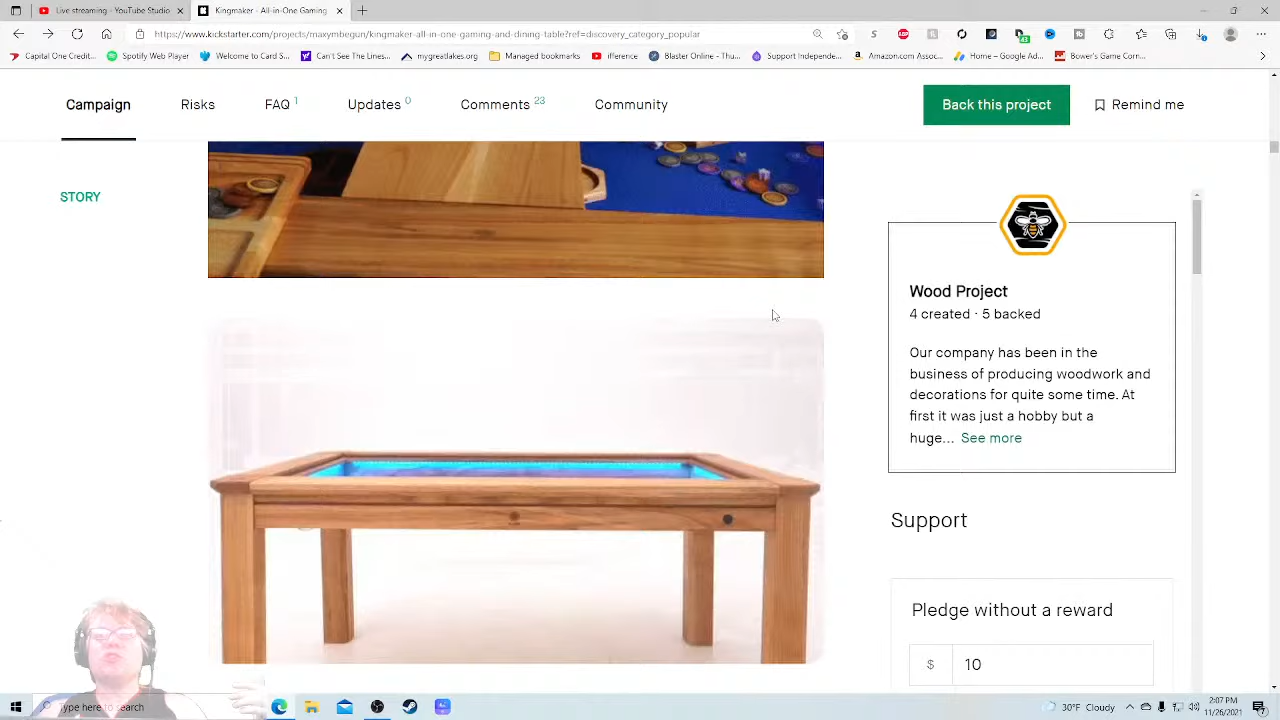 Live streaming - YouTube Studio
Kingmaker - All-in-One Gaming
https://www.kickstarter.com/projects/maxymbegun/kingmaker-all-in-one-gaming-and-dining-table?ref=discovery_category_popular
Capital One Credit... Spotify Web Player Welcome Card S... Can't See The Lines... mygrestlakes.org Managed bookmarks ifference Blaster Online - Thu... Support Independe... Amazon.com Associ... Home – Google Ad... Bower's Game Corn...
Campaign Risks FAQ 1 Updates 0 Comments 23 Community Back this project Remind me
STORY
Wood Project
4 created · 5 backed
Our company has been in the
business of producing woodwork and
decorations for quite some time. At
first it was just a hobby but a
huge... See more
Support
Pledge without a reward
$ 10
Type here to search
30°F Cloudy
2:07 PM
11/26/2021